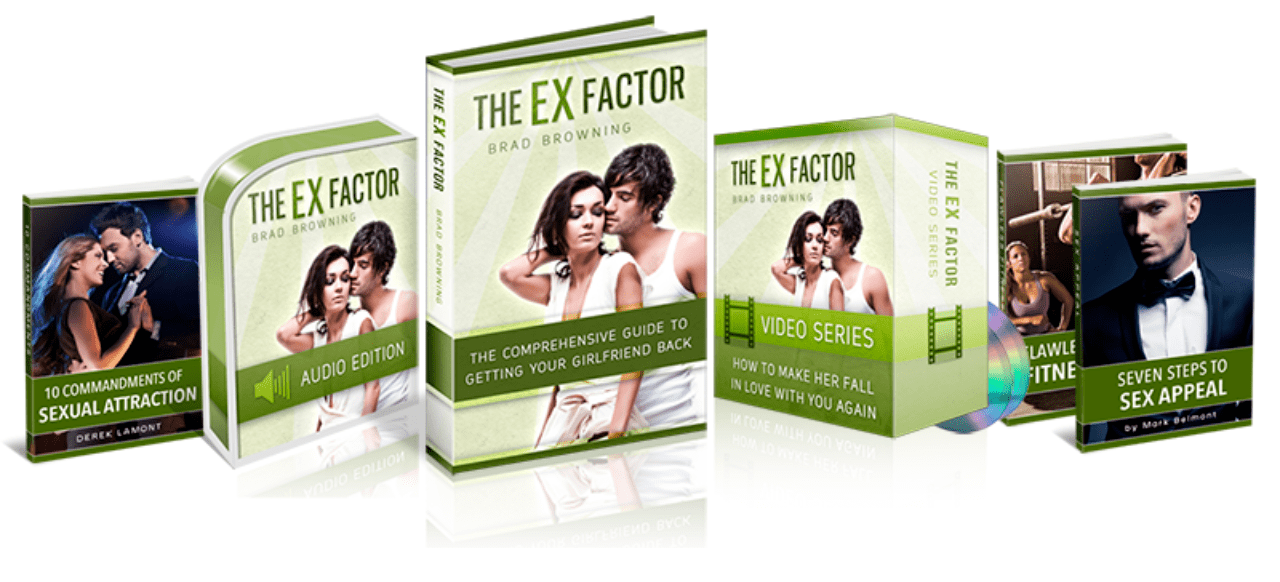 10 COMMANDMENTS OF
SEXUAL ATTRACTION
DEREK LAMONT
THE EX FACTOR
BRAD BROWNING
AUDIO EDITION
THE EX FACTOR
BRAD BROWNING
THE EX FACTOR
BRAD BROWNING
THE COMPREHENSIVE GUIDE TO
GETTING YOUR GIRLFRIEND BACK
THE EX FACTOR
BRAD BROWNING
VIDEO SERIES
HOW TO MAKE HER FALL
IN LOVE WITH YOU AGAIN
THE EX FACTOR
VIDEO SERIES
SEVEN STEPS TO
SEX APPEAL
by Mark Belmont